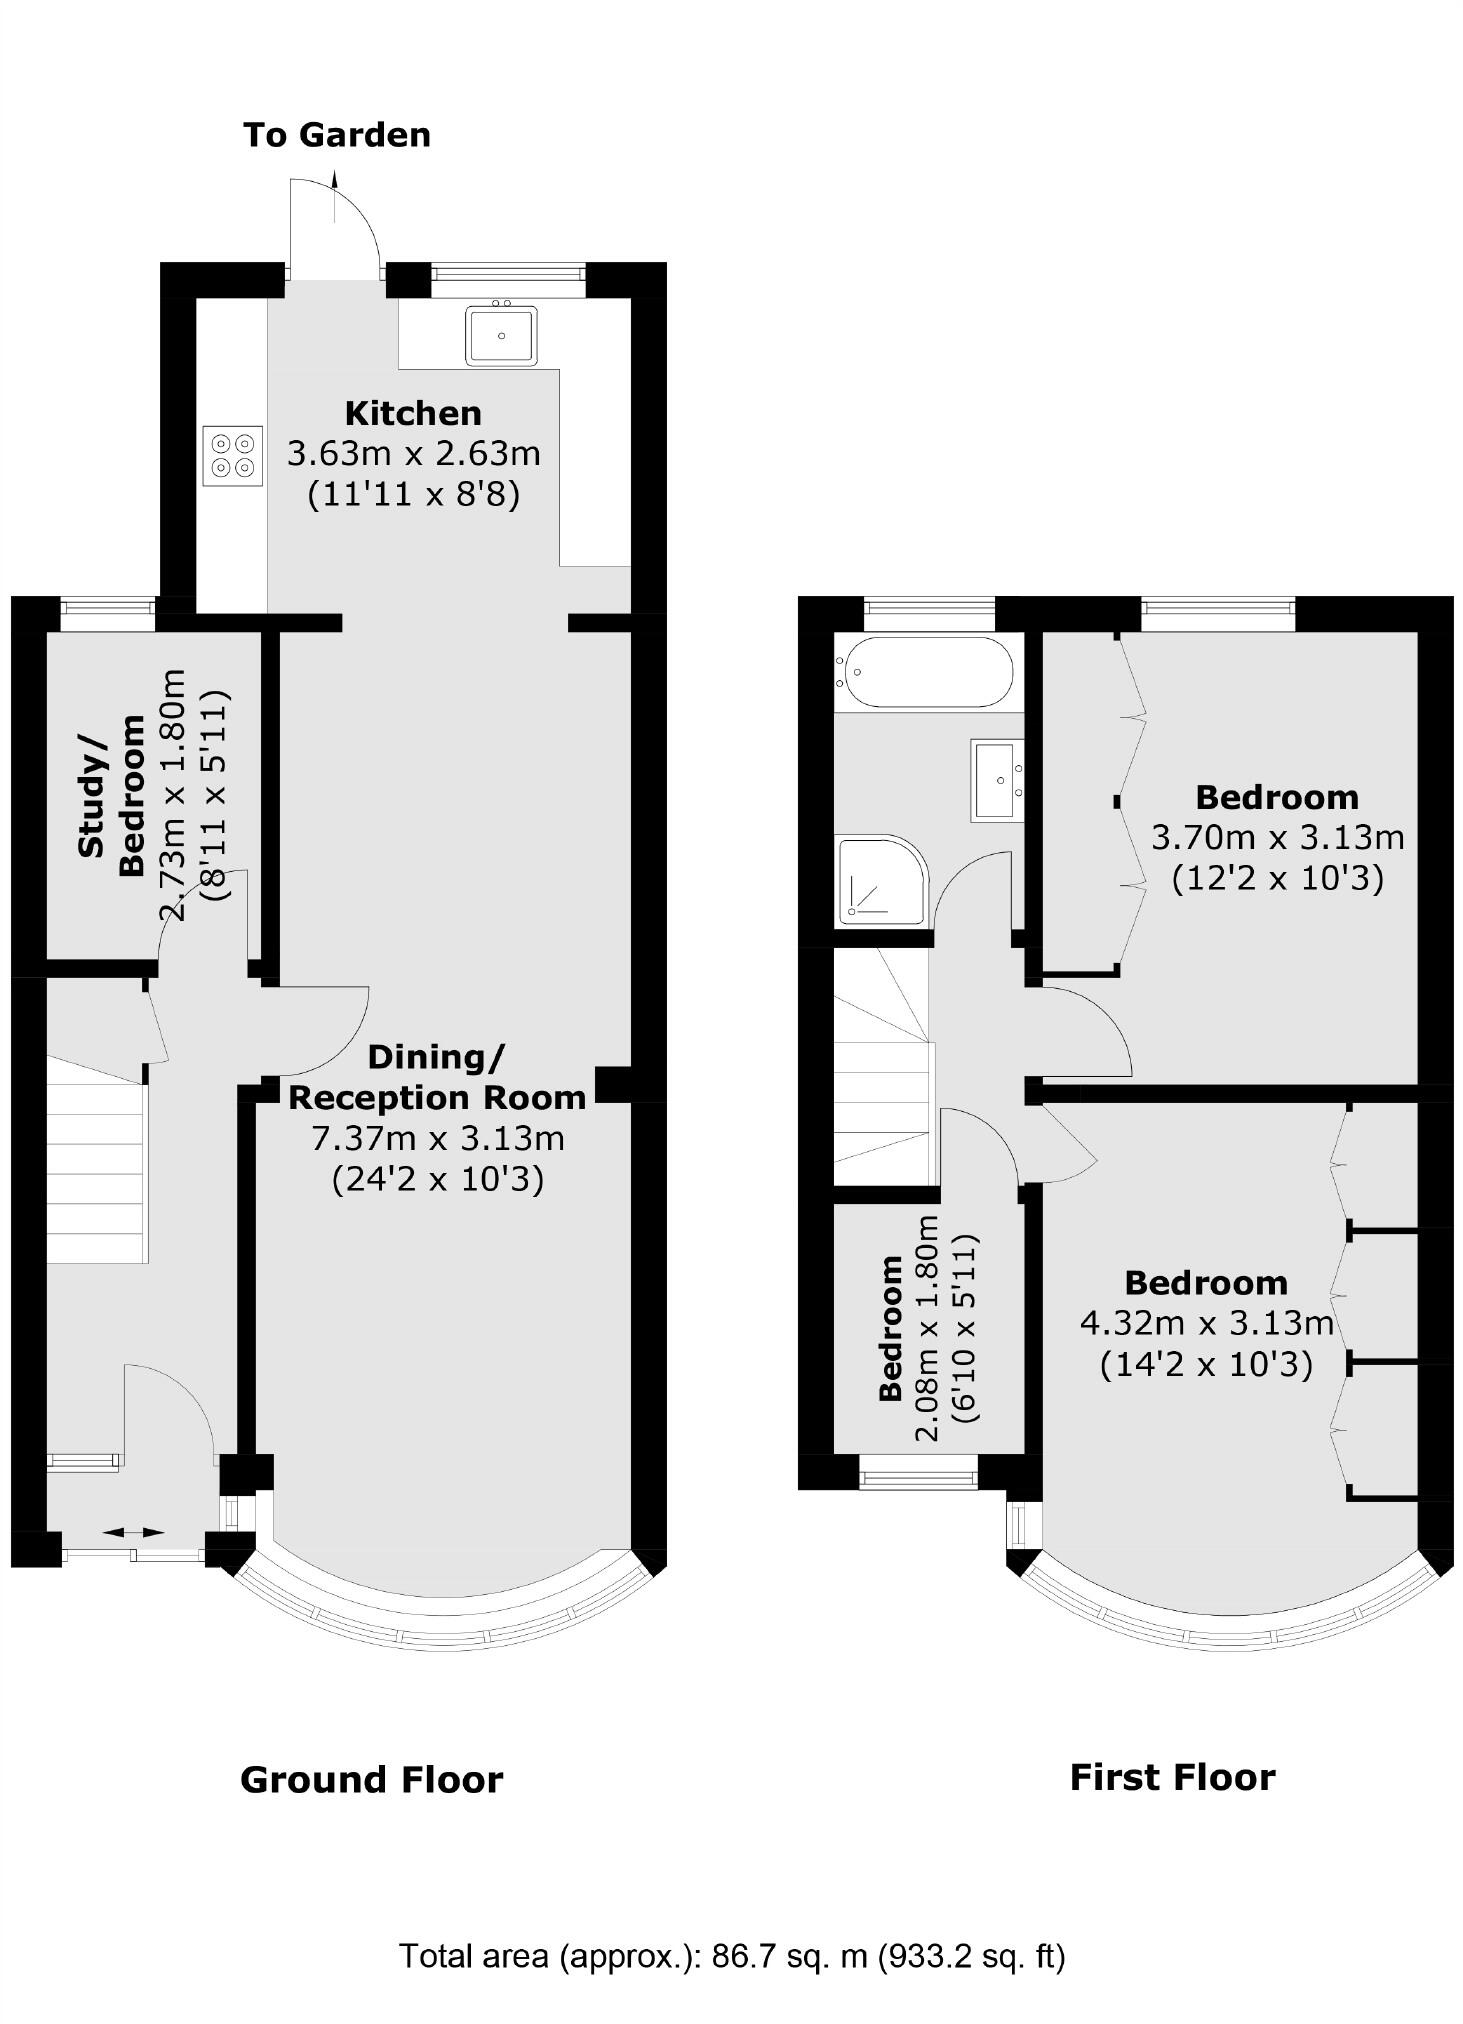 To Garden
Kitchen
3.63m x 2.63m
(11'11 x 8'8)
Study/
Bedroom
2.73m x 1.80m
(8'11 x 5'11)
Dining/
Reception Room
7.37m x 3.13m
(24'2 x 10'3)
Bedroom
3.70m x 3.13m
(12'2 x 10'3)
Bedroom
2.08m x 1.80m
(6'10 x 5'11)
Bedroom
4.32m x 3.13m
(14'2 x 10'3)
Ground Floor
First Floor
Total area (approx.): 86.7 sq. m (933.2 sq. ft)